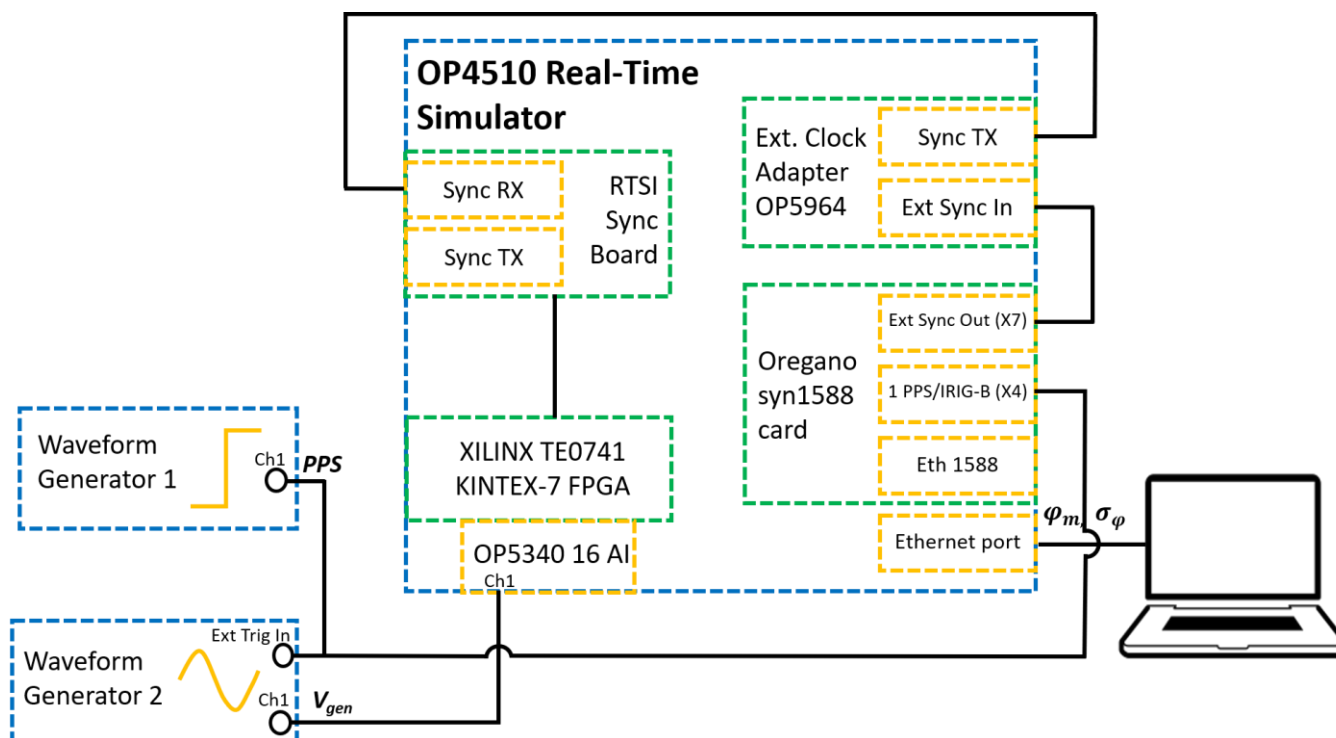 OP4510 Real-Time
Simulator
Sync RX
Sync TX
RTSI
Sync
Board
Ext. Clock
Adapter
OP5964
Sync TX
Ext Sync In
Oregano
syn1588
card
Ext Sync Out (X7)
1 PPS/IRIG-B (X4)
Eth 1588
Ethernet port
φm, σφ
XILINX TE0741
KINTEX-7 FPGA
OP5340 16 AI
Ch1
Waveform
Generator 1
Ch1
PPS
Waveform
Generator 2
Ext Trig In
Ch1
Vgen